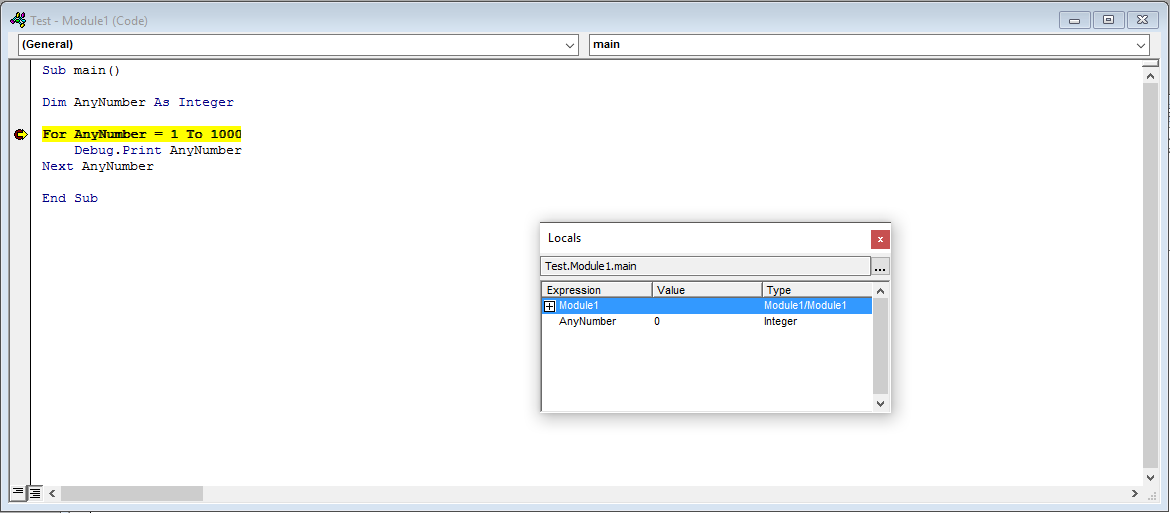 Test - Module1 (Code)
(General) main
Sub main()
Dim AnyNumber As Integer
For AnyNumber = 1 To 1000
Debug.Print AnyNumber
Next AnyNumber
End Sub
Locals
Test.Module1.main ...
Expression Value Type
Module1 Module1/Module1
AnyNumber 0 Integer